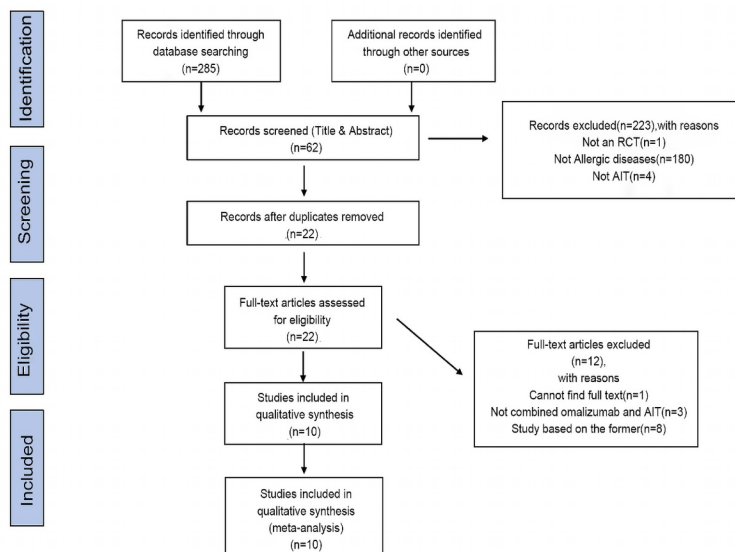 Identification
Records identified through
database searching
(n=285)
Additional records identified
through other sources
(n=0)
Records screened (Title & Abstract)
(n=62)
Records excluded(n=223),with reasons
Not an RCT(n=1)
Not Allergic diseases(n=180)
Not AIT(n=4)
Screening
Records after duplicates removed
(n=22)
Eligibility
Full-text articles assessed
for eligibility
(n=22)
Full-text articles excluded
(n=12),
with reasons
Cannot find full text(n=1)
Not combined omalizumab and AIT(n=3)
Study based on the former(n=8)
Studies included in
qualitative synthesis
(n=10)
Included
Studies included in
qualitative synthesis
(meta-analysis)
(n=10)